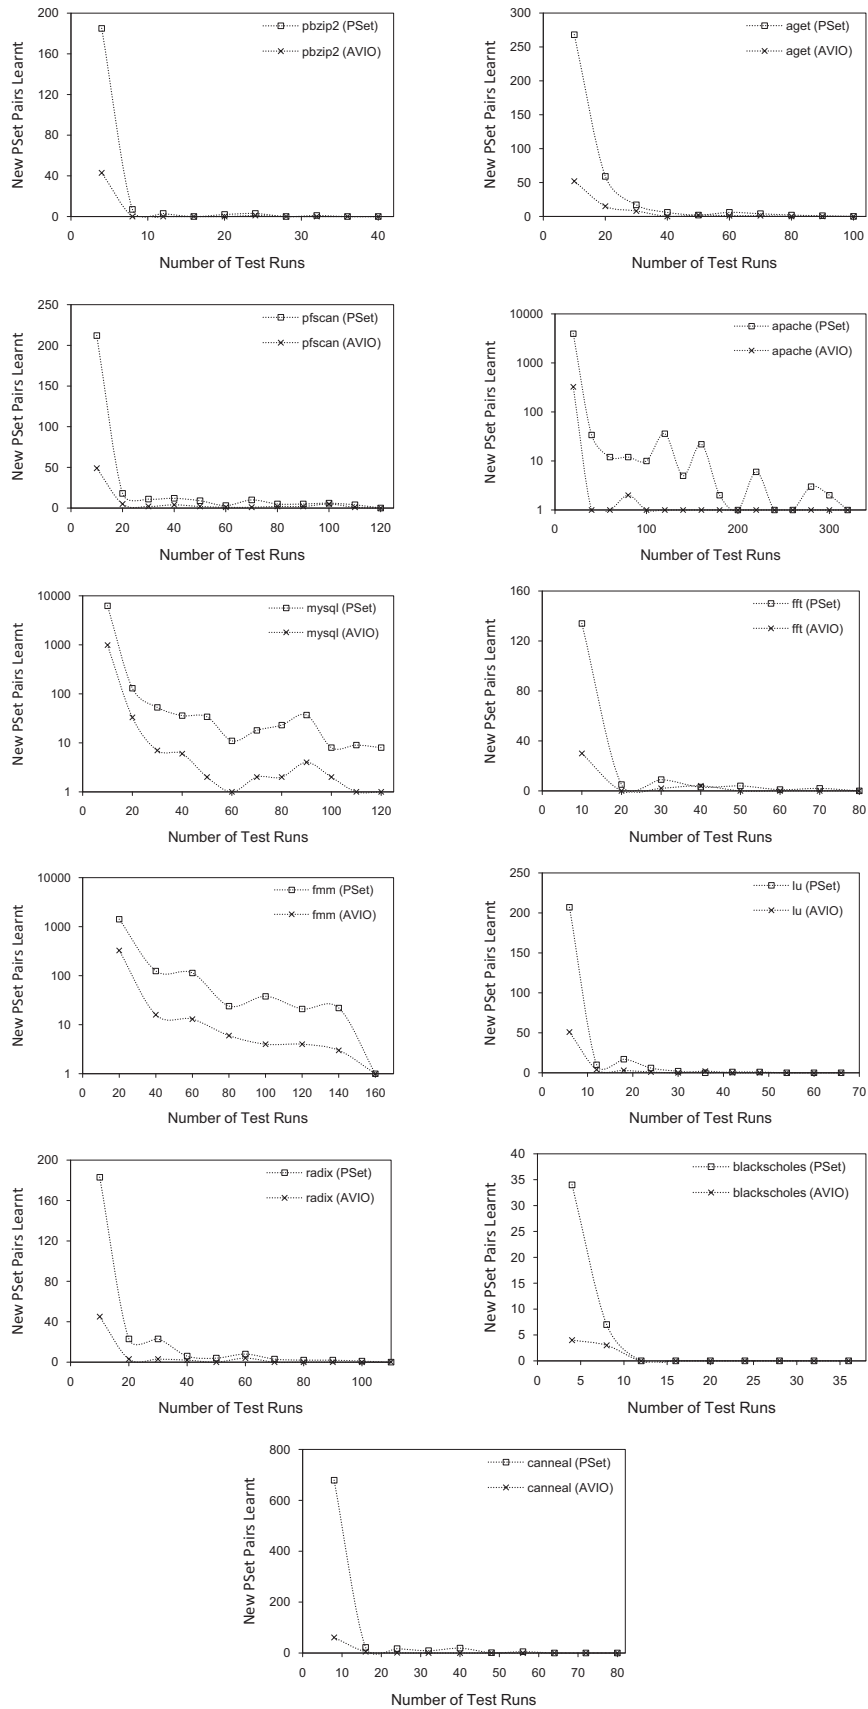 200
160
120
80
40
0
New PSet Pairs Learnt
pbzip2 (PSet)
pbzip2 (AVIO)
0 10 20 30 40
Number of Test Runs
300
250
200
150
100
50
0
New PSet Pairs Learnt
aget (PSet)
aget (AVIO)
0 20 40 60 80 100
Number of Test Runs
250
200
150
100
50
0
New PSet Pairs Learnt
pfscan (PSet)
pfscan (AVIO)
0 20 40 60 80 100 120
Number of Test Runs
10000
1000
100
10
1
New PSet Pairs Learnt
apache (PSet)
apache (AVIO)
0 100 200 300
Number of Test Runs
10000
1000
100
10
1
New PSet Pairs Learnt
mysql (PSet)
mysql (AVIO)
0 20 40 60 80 100 120
Number of Test Runs
160
120
80
40
0
New PSet Pairs Learnt
fft (PSet)
fft (AVIO)
0 10 20 30 40 50 60 70 80
Number of Test Runs
10000
1000
100
10
1
New PSet Pairs Learnt
fmm (PSet)
fmm (AVIO)
0 20 40 60 80 100 120 140 160
Number of Test Runs
250
200
150
100
50
0
New PSet Pairs Learnt
lu (PSet)
lu (AVIO)
0 10 20 30 40 50 60 70
Number of Test Runs
200
160
120
80
40
0
New PSet Pairs Learnt
radix (PSet)
radix (AVIO)
0 20 40 60 80 100
Number of Test Runs
40
35
30
25
20
15
10
5
0
New PSet Pairs Learnt
blackscholes (PSet)
blackscholes (AVIO)
0 5 10 15 20 25 30 35
Number of Test Runs
800
600
400
200
0
New PSet Pairs Learnt
canneal (PSet)
canneal (AVIO)
0 10 20 30 40 50 60 70 80
Number of Test Runs